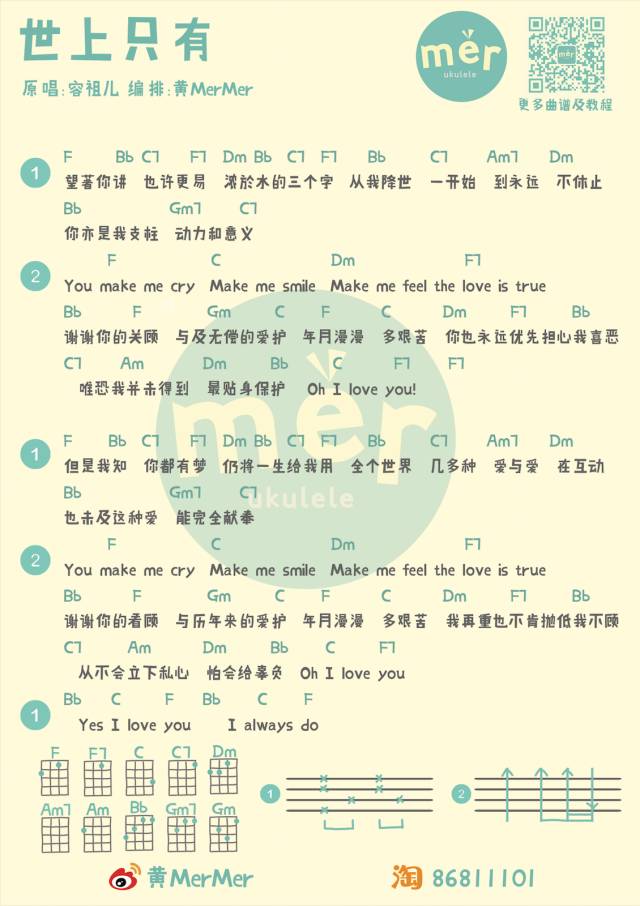 世上只有
原唱:容祖儿 编排:黄MerMer
mer
ukulele
mer
更多曲谱及教程
F Bb C7 F7 Dm Bb C7 F7 Bb C7 Am7 Dm
1 望著你讲 也许更易 浓於水的三个字 从我降世 一开始 到永远 不休止
Bb Gm7 C7
你亦是我支柱 动力和意义
F C Dm F7
2 You make me cry Make me smile Make me feel the love is true
Bb F Gm C F C Dm F7 Bb
谢谢你的关顾 与及无偿的爱护 年月漫漫 多艰苦 你也永远优先担心我喜恶
C7 Am Dm Bb C F7 F7
唯恐我并未得到 最贴身保护 Oh I love you!
mer
ukulele
F Bb C7 F7 Dm Bb C7 F7 Bb C7 Am7 Dm
1 但是我知 你都有梦 仍将一生给我用 全个世界 几多种 爱与爱 在互动
Bb Gm7 C7
也未及这种爱 能完全献奉
F C Dm F7
2 You make me cry Make me smile Make me feel the love is true
Bb F Gm C F C Dm F7 Bb
谢谢你的看顾 与历年来的爱护 年月漫漫 多艰苦 我再重也不肯抛低我不顾
C7 Am Dm Bb C F7
从不会立下私心 怕会给辜负 Oh I love you
Bb C F Bb C F
1 Yes I love you I always do
F F7 C C7 Dm
Am7 Am Bb Gm7 Gm
1 2
黄MerMer 淘 86811101